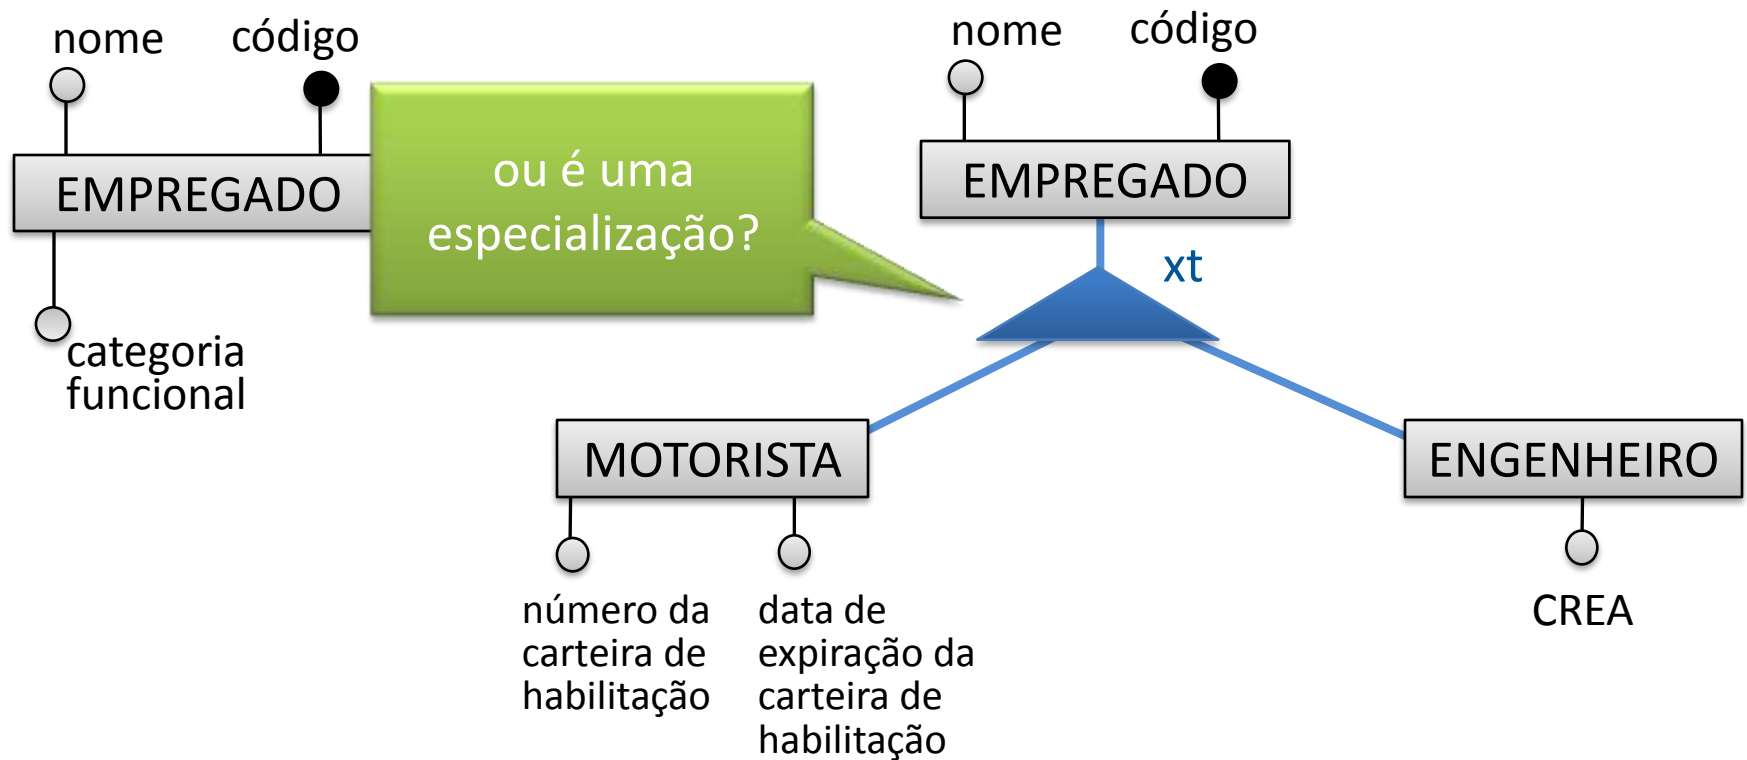 nome
código
EMPREGADO
categoria
funcional
ou é uma
especialização?
nome
código
EMPREGADO
xt
MOTORISTA
ENGENHEIRO
número da
carteira de
habilitação
data de
expiração da
carteira de
habilitação
CREA